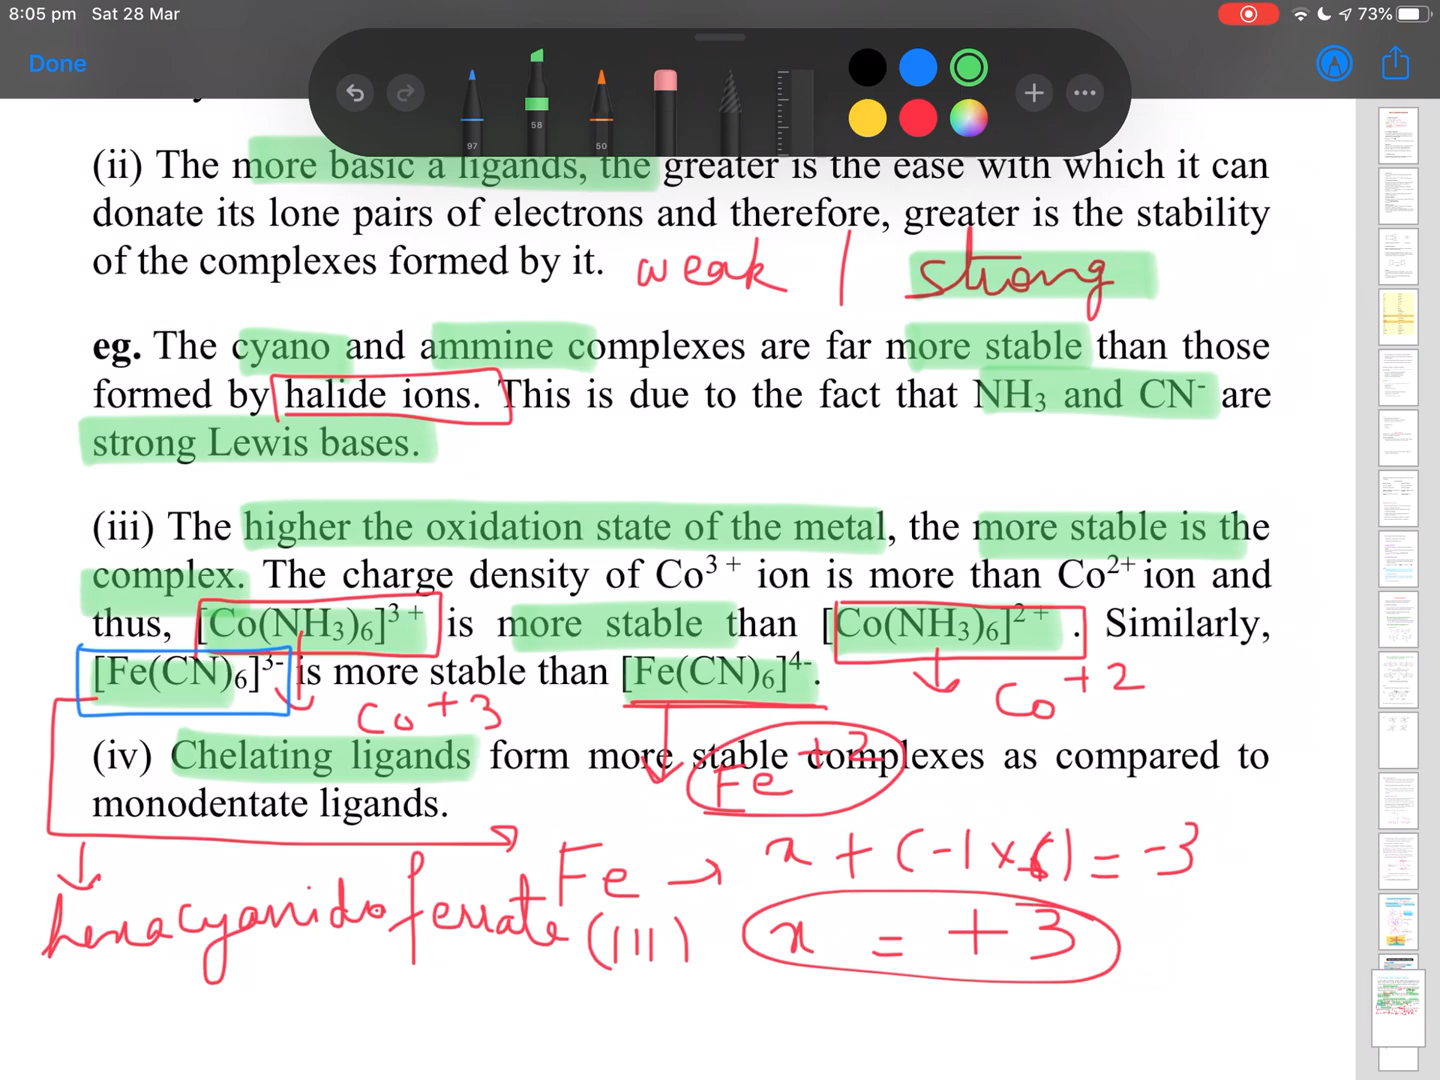 8:05 pm Sat 28 Mar
73%
Done
97
58
50
(ii) The more basic a ligands, the greater is the ease with which it can
donate its lone pairs of electrons and therefore, greater is the stability
of the complexes formed by it. weak | strong
eg. The cyano and ammine complexes are far more stable than those
formed by halide ions. This is due to the fact that NH₃ and CN⁻ are
strong Lewis bases.
(iii) The higher the oxidation state of the metal, the more stable is the
complex. The charge density of Co³⁺ ion is more than Co²⁺ ion and
thus, [Co(NH₃)₆]³⁺ is more stable than [Co(NH₃)₆]²⁺. Similarly,
[Fe(CN)₆]³⁻ is more stable than [Fe(CN)₆]⁴⁻.
Co+3
Co+2
(iv) Chelating ligands form more stable complexes as compared to
Fe+2
monodentate ligands.
Fe → x + (-1 × 6) = -3
hexacyanidoferrate (III)
x = +3